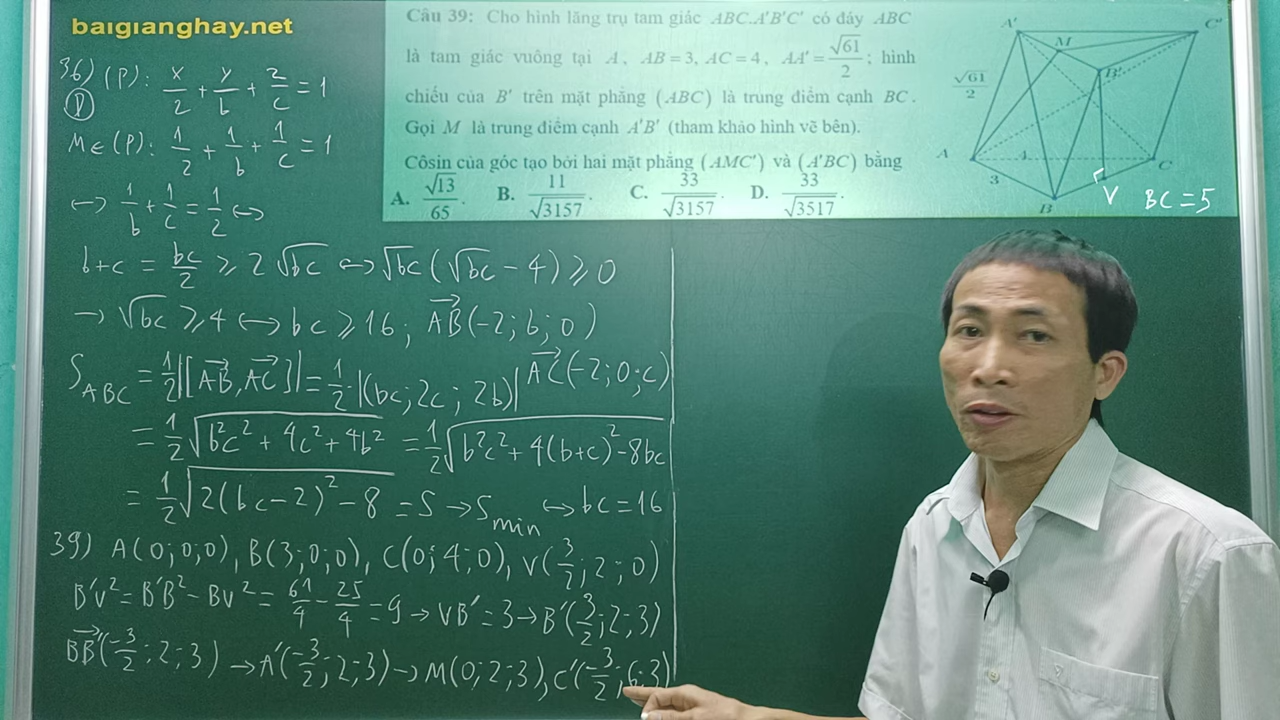 baigianghay.net
Câu 39: Cho hình lăng trụ tam giác ABC.A'B'C' có đáy ABC
là tam giác vuông tại A, AB = 3, AC = 4, AA' = √61/2; hình
chiếu của B' trên mặt phẳng (ABC) là trung điểm cạnh BC.
Gọi M là trung điểm cạnh A'B' (tham khảo hình vẽ bên).
Côsin của góc tạo bởi hai mặt phẳng (AMC') và (A'BC) bằng
A. √13/65. B. 11/√3157. C. 33/√3157. D. 33/√3517.
A' C'
M
B'
√61/2
A 4 C
3
B V BC = 5
36) (P): x/2 + y/b + z/c = 1
D
M∈(P): 1/2 + 1/b + 1/c = 1
↔ 1/b + 1/c = 1/2 ↔
b+c = bc/2 ≥ 2√bc ↔ √bc(√bc - 4) ≥ 0
→ √bc ≥ 4 ↔ bc ≥ 16; AB→(-2; b; 0)
S_ABC = 1/2|[AB→, AC→]| = 1/2·|(bc; 2c; 2b)| AC→(-2; 0; c)
= 1/2√(b²c² + 4c² + 4b²) = 1/2√(b²c² + 4(b+c)² - 8bc)
= 1/2√(2(bc-2)² - 8) = S → S_min ↔ bc = 16
39) A(0; 0; 0), B(3; 0; 0), C(0; 4; 0), V(3/2; 2; 0)
B'V² = B'B² - BV² = 61/4 - 25/4 = 9 → VB' = 3 → B'(3/2; 2; 3)
BB'→(-3/2; 2; 3) → A'(-3/2; 2; 3) → M(0; 2; 3), C'(-3/2; 6; 3)